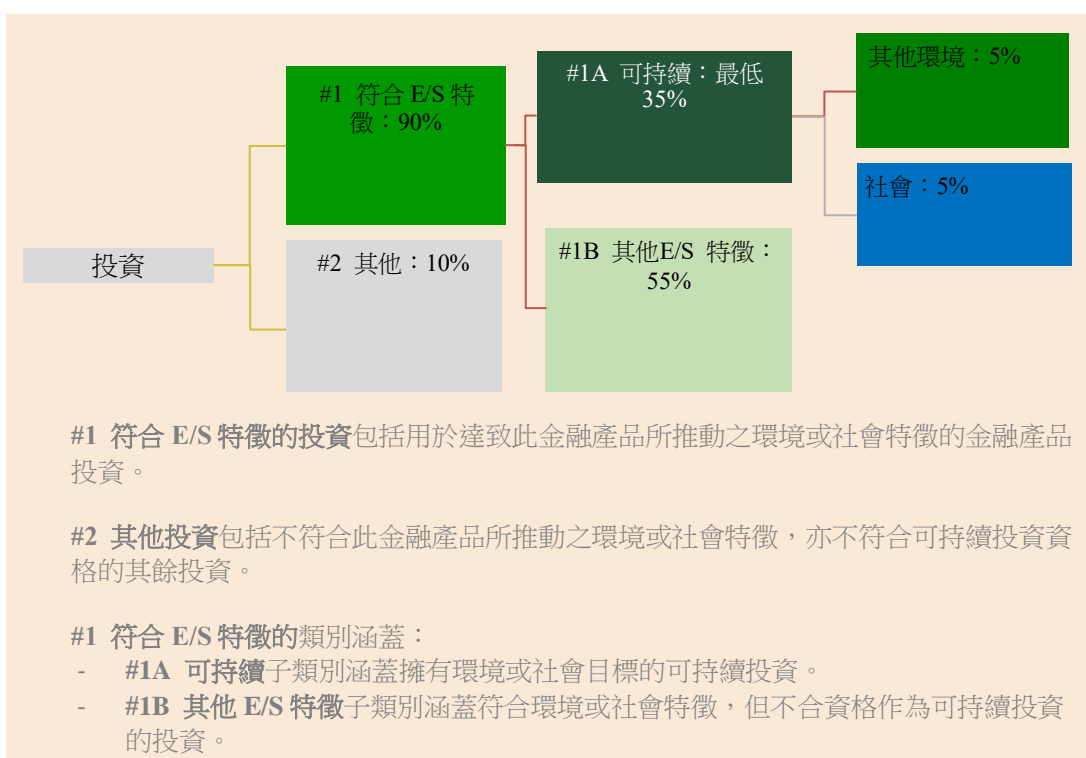 #1 符合 E/S 特
徵：90%
#1A 可持續：最低
35%
其他環境：5%
社會：5%
投資
#2 其他：10%
#1B 其他E/S 特徵：
55%
#1 符合 E/S 特徵的投資包括用於達致此金融產品所推動之環境或社會特徵的金融產品
投資。
#2 其他投資包括不符合此金融產品所推動之環境或社會特徵，亦不符合可持續投資資
格的其餘投資。
#1 符合 E/S 特徵的類別涵蓋：
- #1A 可持續子類別涵蓋擁有環境或社會目標的可持續投資。
- #1B 其他 E/S 特徵子類別涵蓋符合環境或社會特徵，但不合資格作為可持續投資
的投資。